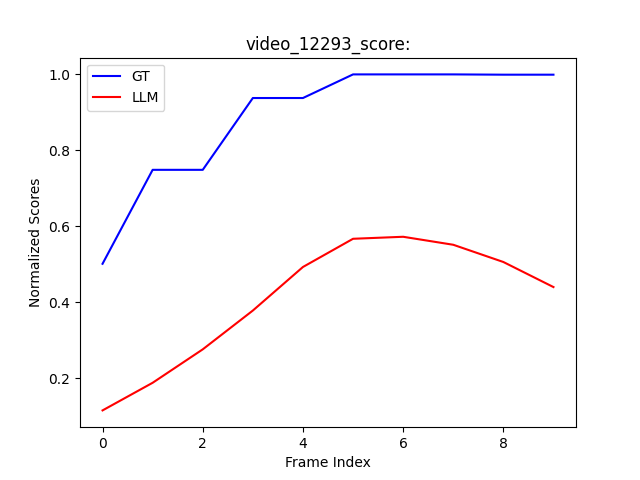 video_12293_score:
GT
LLM
1.0
0.8
0.6
0.4
0.2
Normalized Scores
0 2 4 6 8
Frame Index